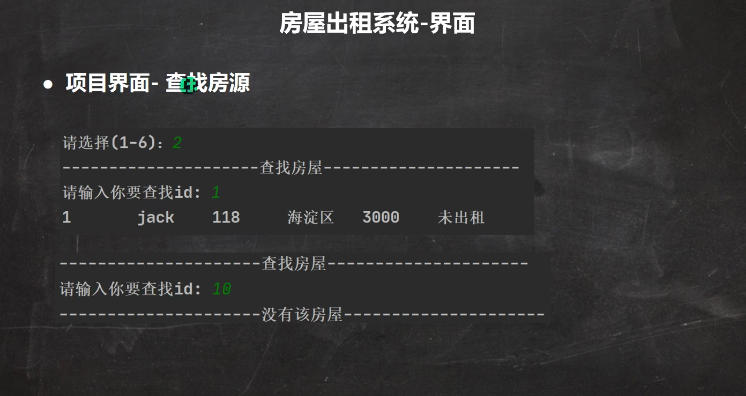 房屋出租系统-界面
● 项目界面- 查找房源
请选择(1-6): 2
---------------------查找房屋---------------------
请输入你要查找id: 1
1 jack 118 海淀区 3000 未出租
---------------------查找房屋---------------------
请输入你要查找id: 10
---------------------没有该房屋---------------------